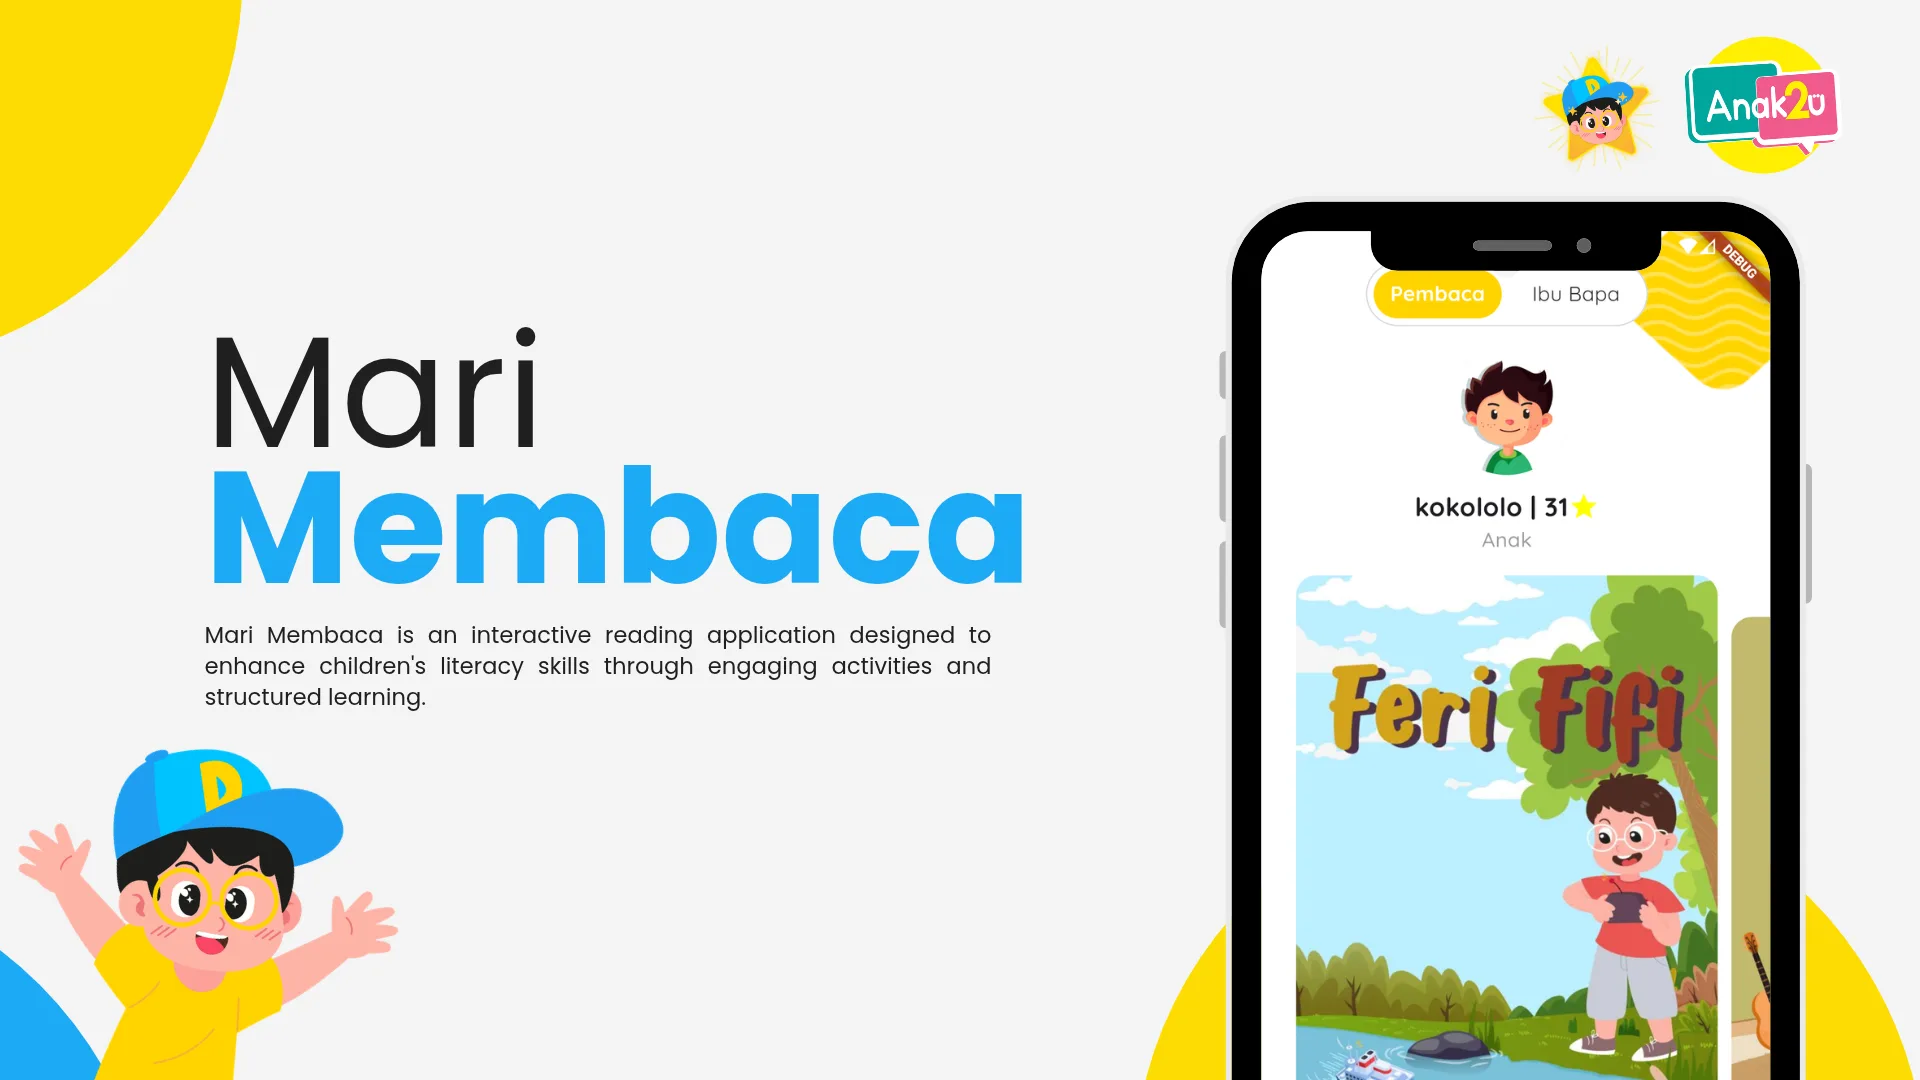 D
Anak2u
Mari
Membaca
Mari Membaca is an interactive reading application designed to
enhance children's literacy skills through engaging activities and
structured learning.
D
DEBUG
Pembaca
Ibu Bapa
kokololo | 31
Anak
Feri Fifi